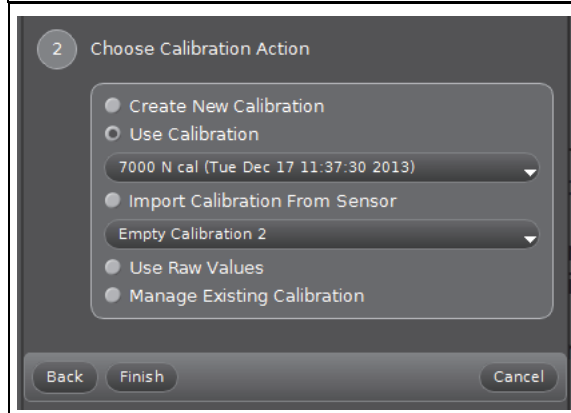 2 Choose Calibration Action
Create New Calibration
Use Calibration
7000 N cal (Tue Dec 17 11:37:30 2013)
Import Calibration From Sensor
Empty Calibration 2
Use Raw Values
Manage Existing Calibration
Back Finish Cancel